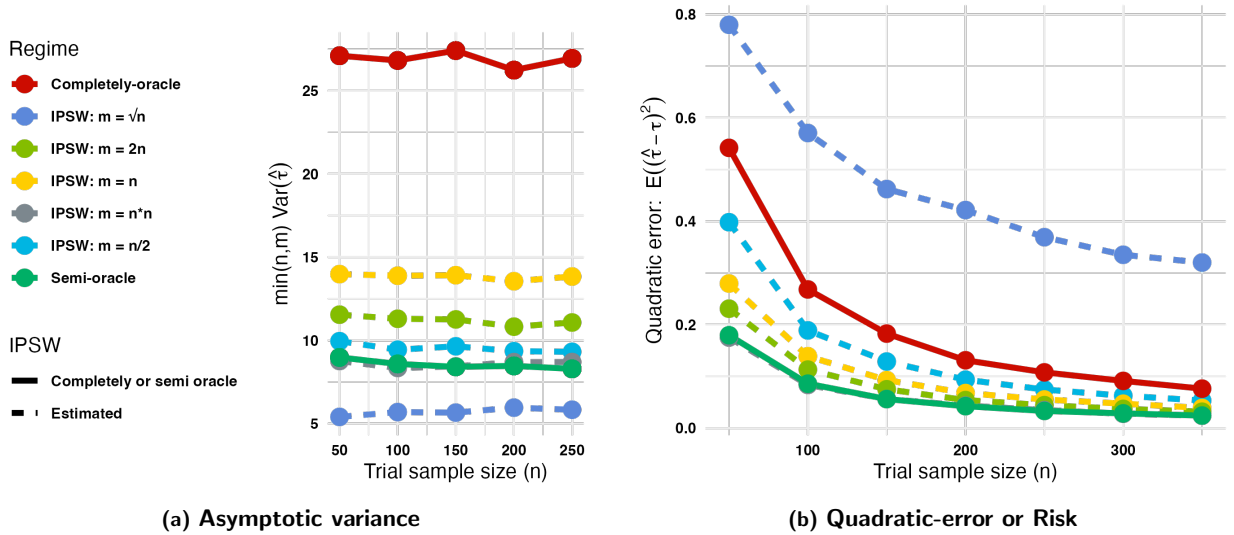 Regime
Completely-oracle
IPSW: m = √n
IPSW: m = 2n
IPSW: m = n
IPSW: m = n*n
IPSW: m = n/2
Semi-oracle
IPSW
Completely or semi oracle
Estimated
min(n,m) Var(τ̂)
25
20
15
10
5
50 100 150 200 250
Trial sample size (n)
(a) Asymptotic variance
Quadratic error: E((τ̂ − τ)²)
0.8
0.6
0.4
0.2
0.0
100 200 300
Trial sample size (n)
(b) Quadratic-error or Risk